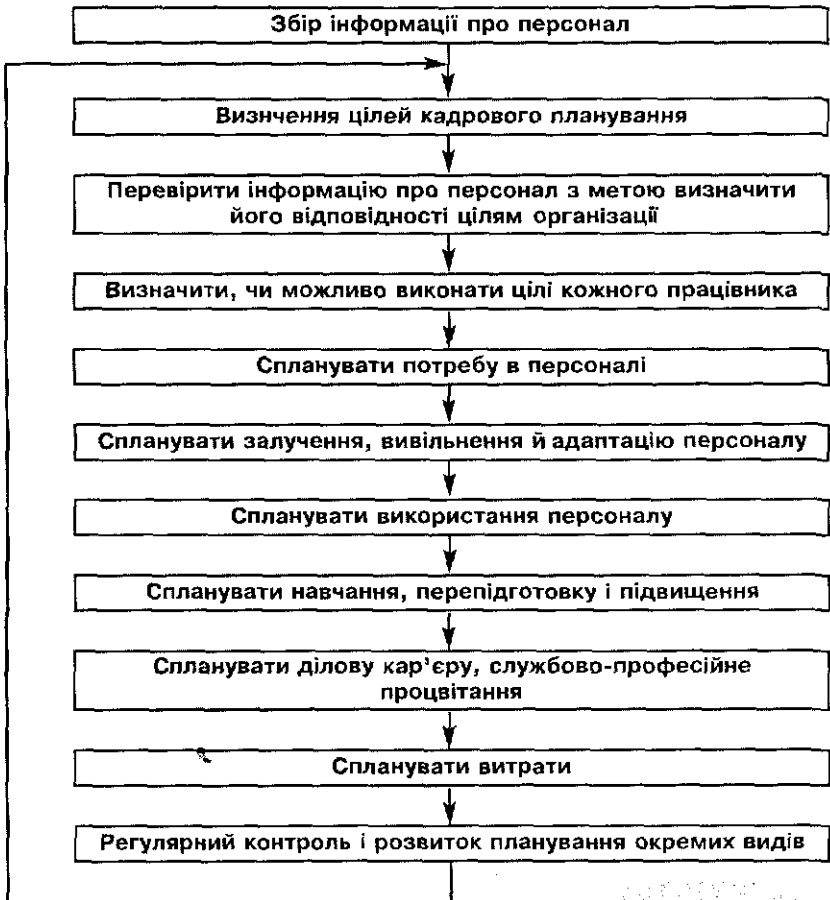 Збір інформації про персонал
Визнчення цілей кадрового планування
Перевірити інформацію про персонал з метою визначити
його відповідності цілям організації
Визначити, чи можливо виконати цілі кожного працівника
Спланувати потребу в персоналі
Спланувати залучення, вивільнення й адаптацію персоналу
Спланувати використання персоналу
Спланувати навчання, перепідготовку і підвищення
Спланувати ділову кар'єру, службово-професійне
процвітання
Спланувати витрати
Регулярний контроль і розвиток планування окремих видів